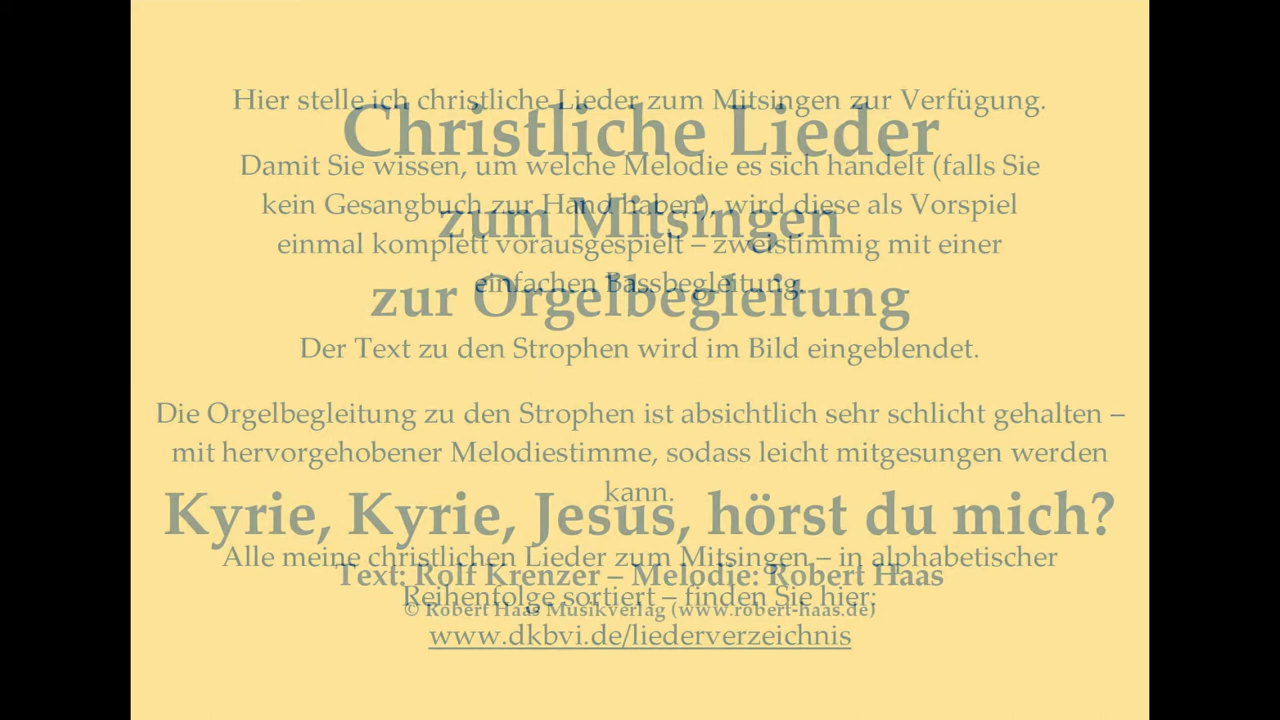 Hier stelle ich christliche Lieder zum Mitsingen zur Verfügung.
Christliche Lieder
Damit Sie wissen, um welche Melodie es sich handelt (falls Sie
kein Gesangbuch zur Hand haben), wird diese als Vorspiel
zum Mitsingen
einmal komplett vorausgespielt – zweistimmig mit einer
einfachen Bassbegleitung.
zur Orgelbegleitung
Der Text zu den Strophen wird im Bild eingeblendet.
Die Orgelbegleitung zu den Strophen ist absichtlich sehr schlicht gehalten –
mit hervorgehobener Melodiestimme, sodass leicht mitgesungen werden
kann.
Kyrie, Kyrie, Jesus, hörst du mich?
Alle meine christlichen Lieder zum Mitsingen – in alphabetischer
Text: Rolf Krenzer – Melodie: Robert Haas
Reihenfolge sortiert – finden Sie hier:
© Robert Haas Musikverlag (www.robert-haas.de)
www.dkbvi.de/liederverzeichnis